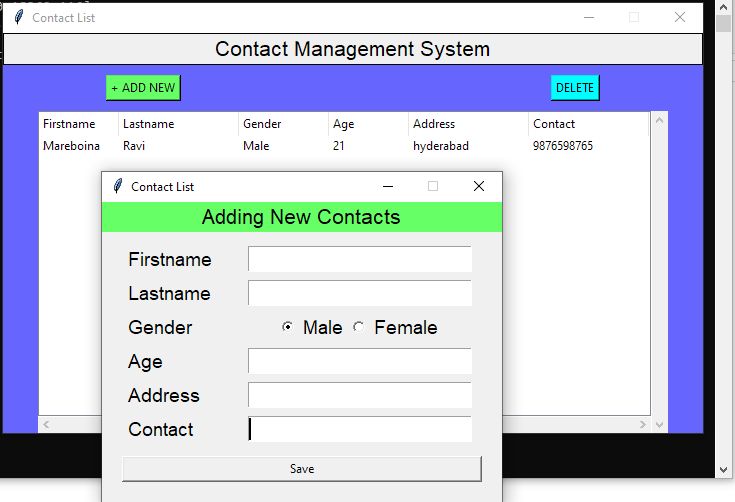 Contact List
Contact Management System
+ ADD NEW DELETE
Firstname Lastname Gender Age Address Contact
Mareboina Ravi Male 21 hyderabad 9876598765
Contact List
Adding New Contacts
Firstname
Lastname
Gender Male Female
Age
Address
Contact
Save